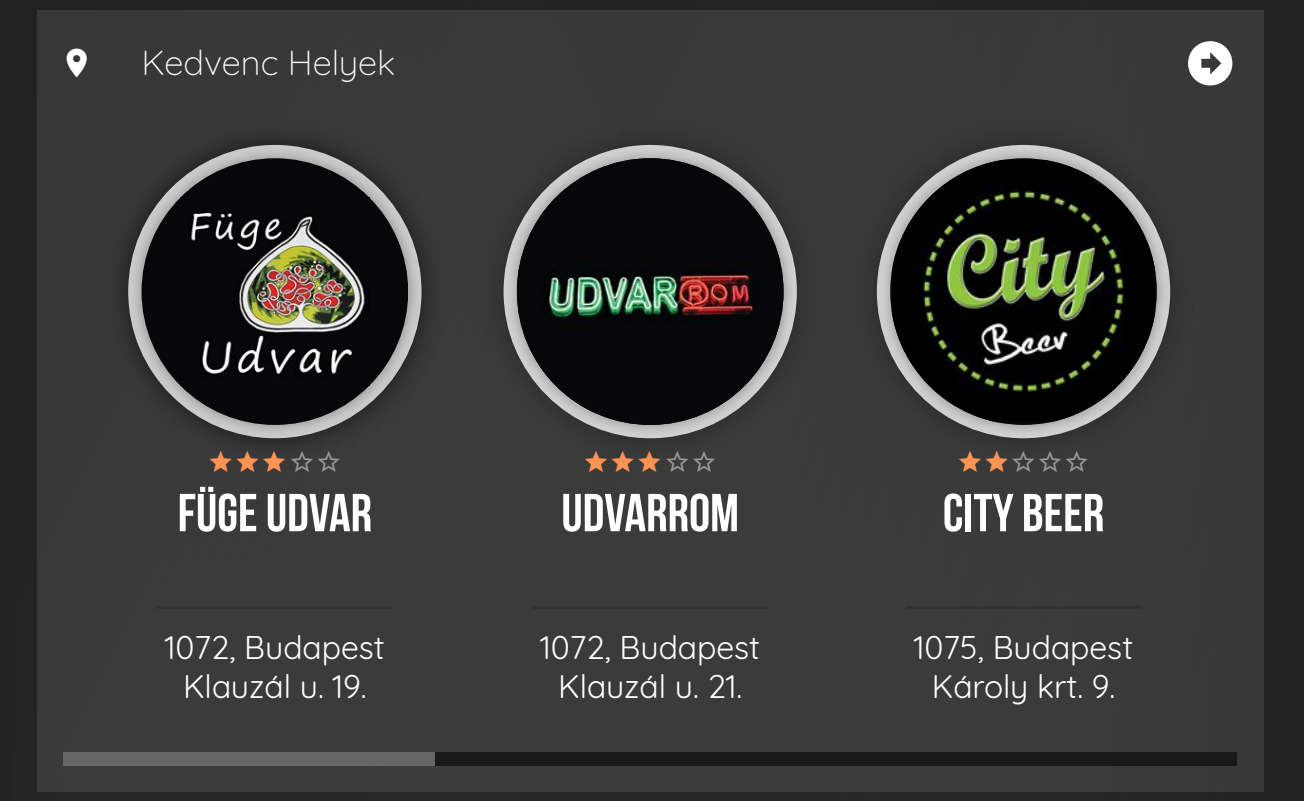 Kedvenc Helyek
Füge
Udvar
UDVARROM
City
Beer
FÜGE UDVAR
UDVARROM
CITY BEER
1072, Budapest
Klauzál u. 19.
1072, Budapest
Klauzál u. 21.
1075, Budapest
Károly krt. 9.